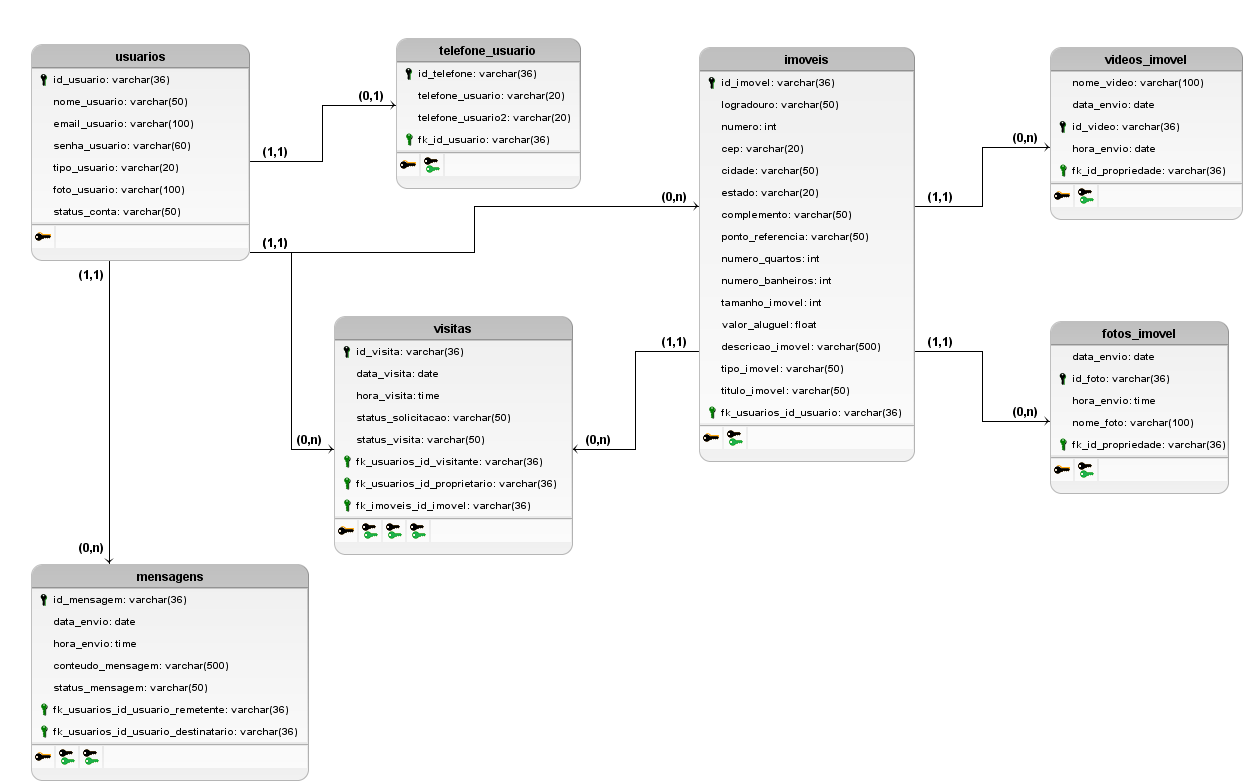 usuarios
id_usuario: varchar(36)
nome_usuario: varchar(50)
email_usuario: varchar(100)
senha_usuario: varchar(60)
tipo_usuario: varchar(20)
foto_usuario: varchar(100)
status_conta: varchar(50)
(1,1)
(0,1)
telefone_usuario
id_telefone: varchar(36)
telefone_usuario: varchar(20)
telefone_usuario2: varchar(20)
fk_id_usuario: varchar(36)
(1,1)
(0,n)
imoveis
id_imovel: varchar(36)
logradouro: varchar(50)
numero: int
cep: varchar(20)
cidade: varchar(50)
estado: varchar(20)
complemento: varchar(50)
ponto_referencia: varchar(50)
numero_quartos: int
numero_banheiros: int
tamanho_imovel: int
valor_aluguel: float
descricao_imovel: varchar(500)
tipo_imovel: varchar(50)
titulo_imovel: varchar(50)
fk_usuarios_id_usuario: varchar(36)
(1,1)
(0,n)
videos_imovel
nome_video: varchar(100)
data_envio: date
id_video: varchar(36)
hora_envio: date
fk_id_propriedade: varchar(36)
(1,1)
(0,n)
fotos_imovel
data_envio: date
id_foto: varchar(36)
hora_envio: time
nome_foto: varchar(100)
fk_id_propriedade: varchar(36)
(1,1)
(0,n)
(0,n)
visitas
id_visita: varchar(36)
data_visita: date
hora_visita: time
status_solicitacao: varchar(50)
status_visita: varchar(50)
fk_usuarios_id_visitante: varchar(36)
fk_usuarios_id_proprietario: varchar(36)
fk_imoveis_id_imovel: varchar(36)
(1,1)
(0,n)
mensagens
id_mensagem: varchar(36)
data_envio: date
hora_envio: time
conteudo_mensagem: varchar(500)
status_mensagem: varchar(50)
fk_usuarios_id_usuario_remetente: varchar(36)
fk_usuarios_id_usuario_destinatario: varchar(36)